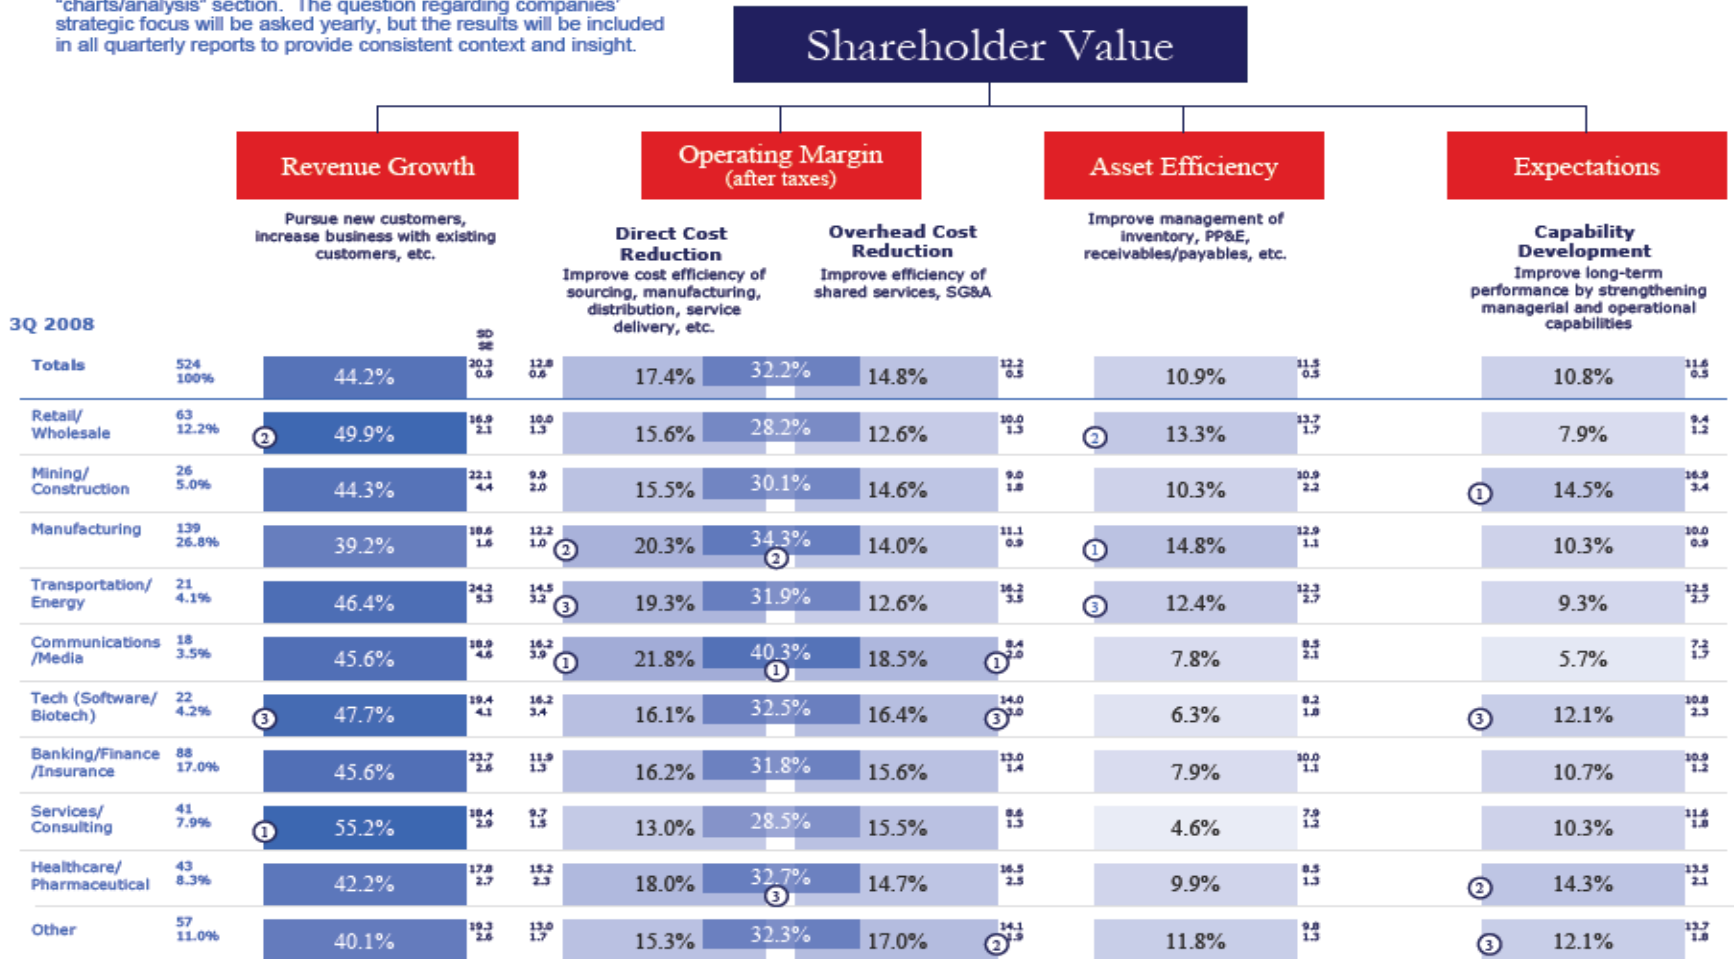 "charts/analysis" section. The question regarding companies'
strategic focus will be asked yearly, but the results will be included
in all quarterly reports to provide consistent context and insight.
Shareholder Value
Revenue Growth
Operating Margin
(after taxes)
Asset Efficiency
Expectations
Pursue new customers,
increase business with existing
customers, etc.
Direct Cost
Reduction
Improve cost efficiency of
sourcing, manufacturing,
distribution, service
delivery, etc.
Overhead Cost
Reduction
Improve efficiency of
shared services, SG&A
Improve management of
inventory, PP&E,
receivables/payables, etc.
Capability
Development
Improve long-term
performance by strengthening
managerial and operational
capabilities
3Q 2008
SD
SE
Totals 524 44.2% 20.3 12.8 17.4% 32.2% 14.8% 12.2 10.9% 11.5 10.8% 11.6
100% 0.9 0.6 0.5 0.5 0.5
Retail/ 63 16.9 10.0 28.2% 10.0 13.7 9.4
Wholesale 12.2% 2 49.9% 2.1 1.3 15.6% 12.6% 1.3 2 13.3% 1.7 7.9% 1.2
Mining/ 26 22.1 9.9 30.1% 9.0 10.9 16.9
Construction 5.0% 44.3% 4.4 2.0 15.5% 14.6% 1.8 10.3% 2.2 1 14.5% 3.4
Manufacturing 139 18.6 12.2 34.3% 11.1 12.9 10.0
26.8% 39.2% 1.6 1.0 2 20.3% 2 14.0% 0.9 1 14.8% 1.1 10.3% 0.9
Transportation/ 21 24.2 14.5 31.9% 16.2 12.3 12.5
Energy 4.1% 46.4% 5.3 3.2 3 19.3% 12.6% 3.5 3 12.4% 2.7 9.3% 2.7
Communications 18 18.9 16.2 40.3% 8.4 8.5 7.2
/Media 3.5% 45.6% 4.6 3.9 1 21.8% 1 18.5% 1 2.0 7.8% 2.1 5.7% 1.7
Tech (Software/ 22 19.4 16.2 32.5% 14.0 8.2 10.8
Biotech) 4.2% 3 47.7% 4.1 3.4 16.1% 16.4% 3 3.0 6.3% 1.8 3 12.1% 2.3
Banking/Finance 88 23.7 11.9 31.8% 13.0 10.0 10.9
/Insurance 17.0% 45.6% 2.6 1.3 16.2% 15.6% 1.4 7.9% 1.1 10.7% 1.2
Services/ 41 18.4 9.7 28.5% 8.6 7.9 11.6
Consulting 7.9% 1 55.2% 2.9 1.5 13.0% 15.5% 1.3 4.6% 1.2 10.3% 1.8
Healthcare/ 43 17.8 15.2 32.7% 16.5 8.5 13.5
Pharmaceutical 8.3% 42.2% 2.7 2.3 18.0% 3 14.7% 2.5 9.9% 1.3 2 14.3% 2.1
Other 57 19.3 13.0 32.3% 14.1 9.8 13.7
11.0% 40.1% 2.6 1.7 15.3% 17.0% 2 1.9 11.8% 1.3 3 12.1% 1.8